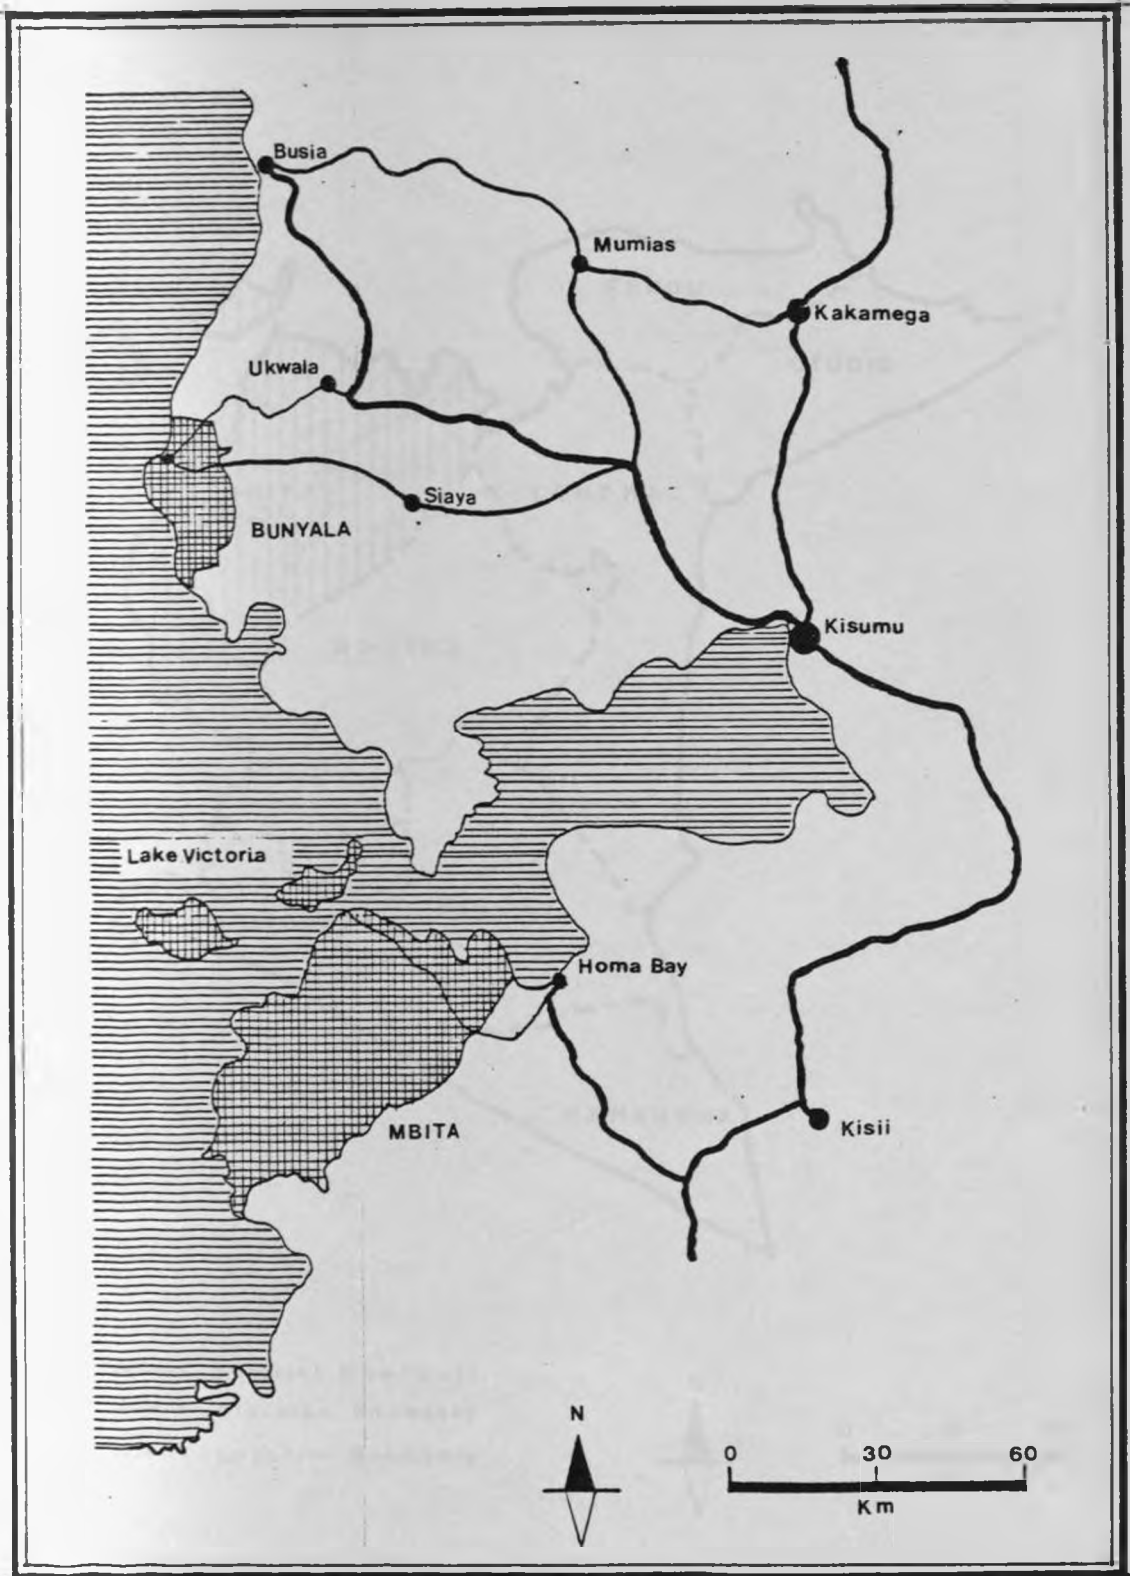 Busia
Mumias
Kakamega
Ukwala
Siaya
BUNYALA
Kisumu
Lake Victoria
Homa Bay
MBITA
Kisii
N
0 30 60
Km